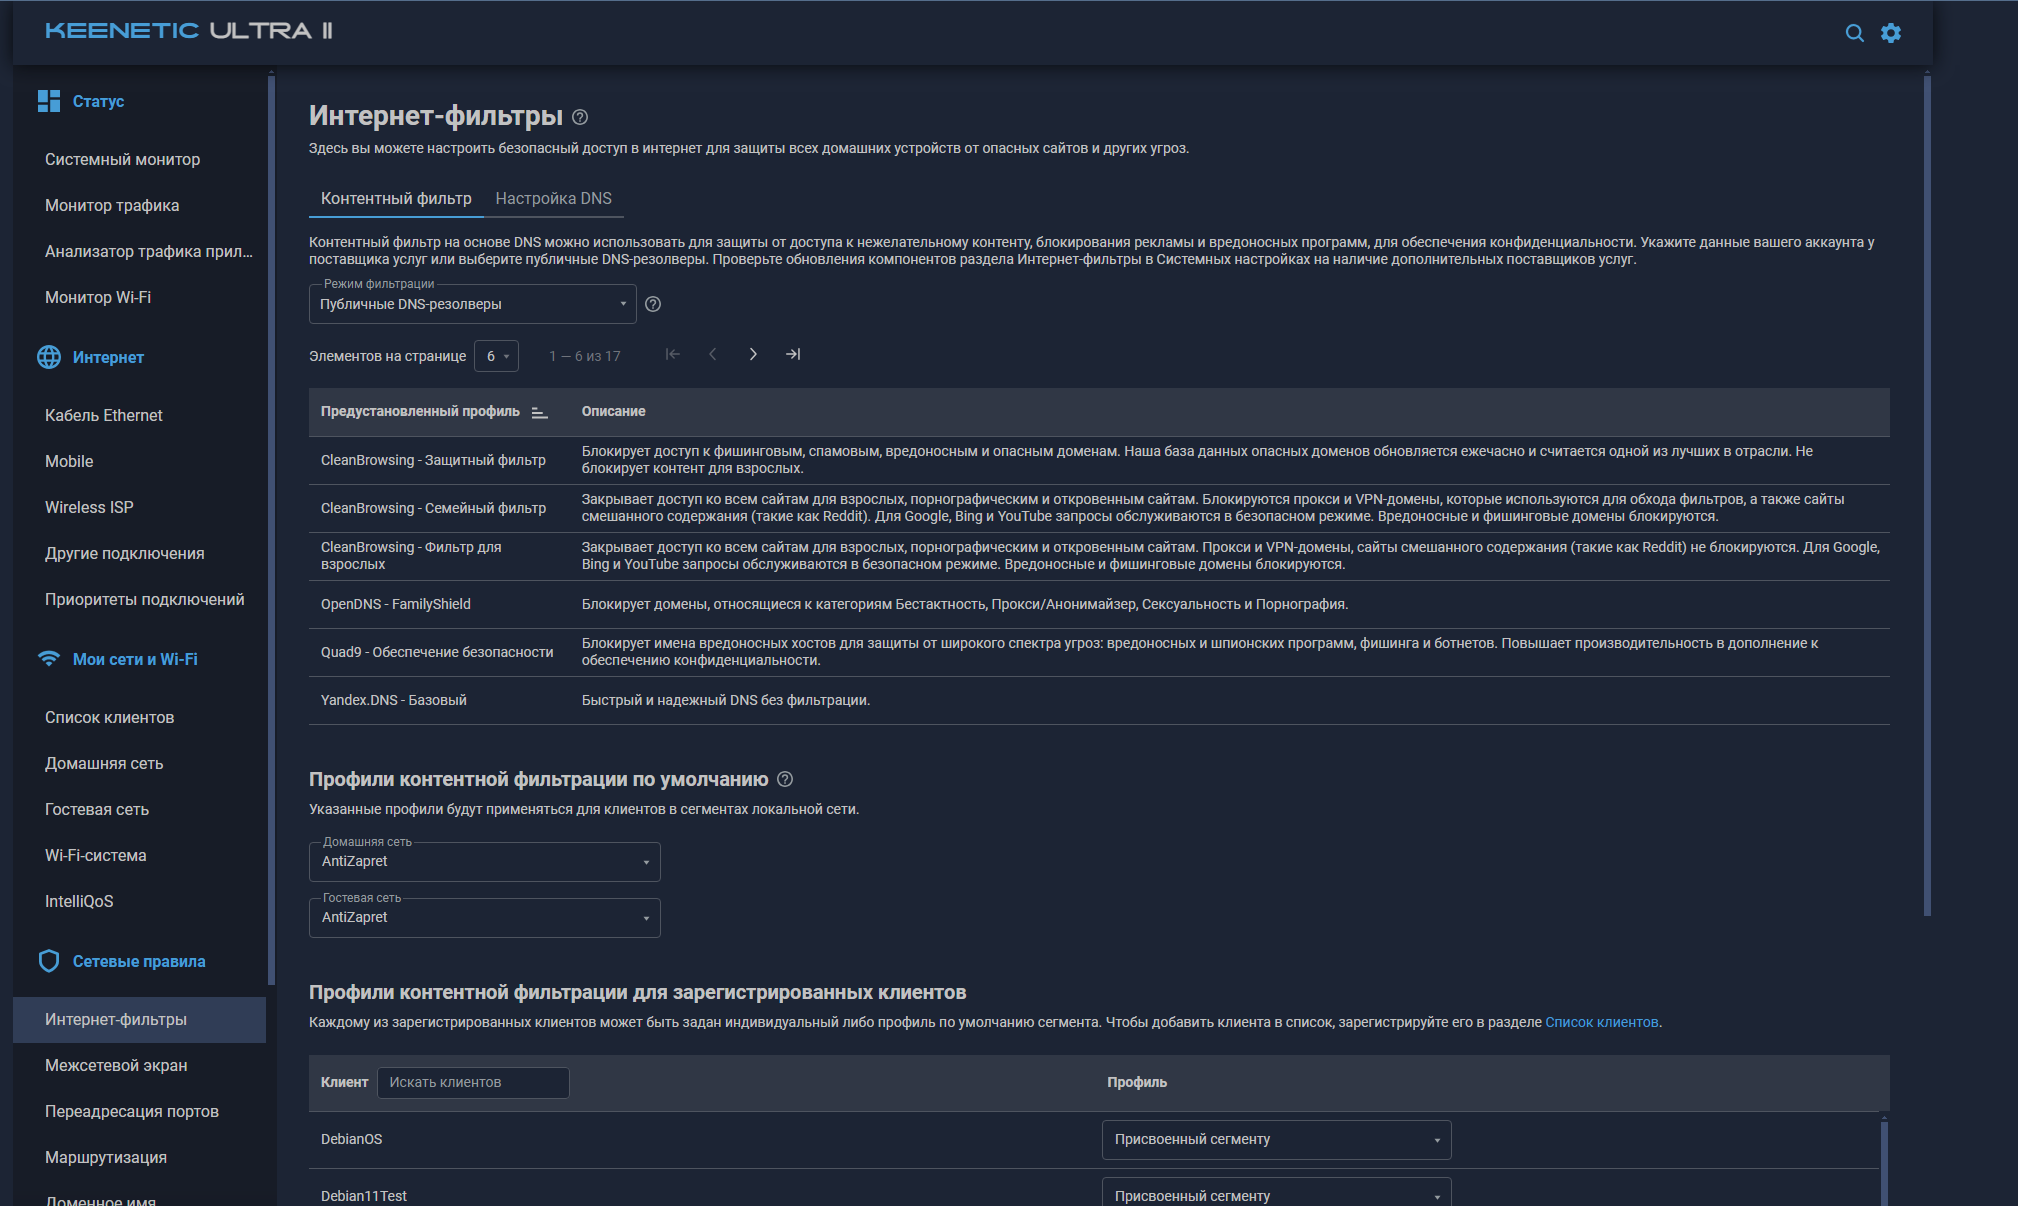 KEENETIC ULTRA II
Статус
Системный монитор
Монитор трафика
Анализатор трафика прил...
Монитор Wi-Fi
Интернет
Кабель Ethernet
Mobile
Wireless ISP
Другие подключения
Приоритеты подключений
Мои сети и Wi-Fi
Список клиентов
Домашняя сеть
Гостевая сеть
Wi-Fi-система
IntelliQoS
Сетевые правила
Интернет-фильтры
Межсетевой экран
Переадресация портов
Маршрутизация
Доменное имя
Интернет-фильтры
Здесь вы можете настроить безопасный доступ в интернет для защиты всех домашних устройств от опасных сайтов и других угроз.
Контентный фильтр Настройка DNS
Контентный фильтр на основе DNS можно использовать для защиты от доступа к нежелательному контенту, блокирования рекламы и вредоносных программ, для обеспечения конфиденциальности. Укажите данные вашего аккаунта у
поставщика услуг или выберите публичные DNS-резолверы. Проверьте обновления компонентов раздела Интернет-фильтры в Системных настройках на наличие дополнительных поставщиков услуг.
Режим фильтрации
Публичные DNS-резолверы
Элементов на странице 6 1 — 6 из 17
Предустановленный профиль Описание
CleanBrowsing - Защитный фильтр
Блокирует доступ к фишинговым, спамовым, вредоносным и опасным доменам. Наша база данных опасных доменов обновляется ежечасно и считается одной из лучших в отрасли. Не
блокирует контент для взрослых.
CleanBrowsing - Семейный фильтр
Закрывает доступ ко всем сайтам для взрослых, порнографическим и откровенным сайтам. Блокируются прокси и VPN-домены, которые используются для обхода фильтров, а также сайты
смешанного содержания (такие как Reddit). Для Google, Bing и YouTube запросы обслуживаются в безопасном режиме. Вредоносные и фишинговые домены блокируются.
CleanBrowsing - Фильтр для
взрослых
Закрывает доступ ко всем сайтам для взрослых, порнографическим и откровенным сайтам. Прокси и VPN-домены, сайты смешанного содержания (такие как Reddit) не блокируются. Для Google,
Bing и YouTube запросы обслуживаются в безопасном режиме. Вредоносные и фишинговые домены блокируются.
OpenDNS - FamilyShield
Блокирует домены, относящиеся к категориям Бестактность, Прокси/Анонимайзер, Сексуальность и Порнография.
Quad9 - Обеспечение безопасности
Блокирует имена вредоносных хостов для защиты от широкого спектра угроз: вредоносных и шпионских программ, фишинга и ботнетов. Повышает производительность в дополнение к
обеспечению конфиденциальности.
Yandex.DNS - Базовый
Быстрый и надежный DNS без фильтрации.
Профили контентной фильтрации по умолчанию
Указанные профили будут применяться для клиентов в сегментах локальной сети.
Домашняя сеть
AntiZapret
Гостевая сеть
AntiZapret
Профили контентной фильтрации для зарегистрированных клиентов
Каждому из зарегистрированных клиентов может быть задан индивидуальный либо профиль по умолчанию сегмента. Чтобы добавить клиента в список, зарегистрируйте его в разделе Список клиентов.
Клиент Искать клиентов Профиль
DebianOS Присвоенный сегменту
Debian11Test Присвоенный сегменту